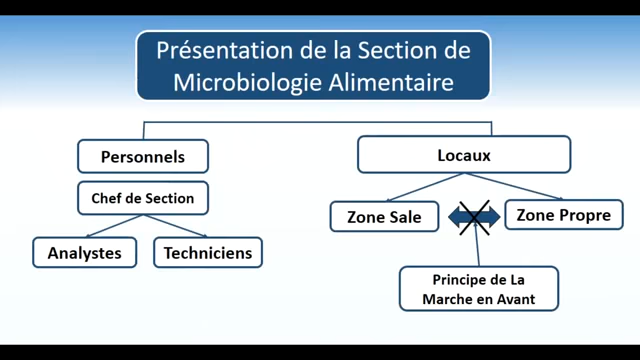 Présentation de la Section de
Microbiologie Alimentaire
Personnels
Locaux
Chef de Section
Zone Sale
Zone Propre
Analystes
Techniciens
Principe de La
Marche en Avant